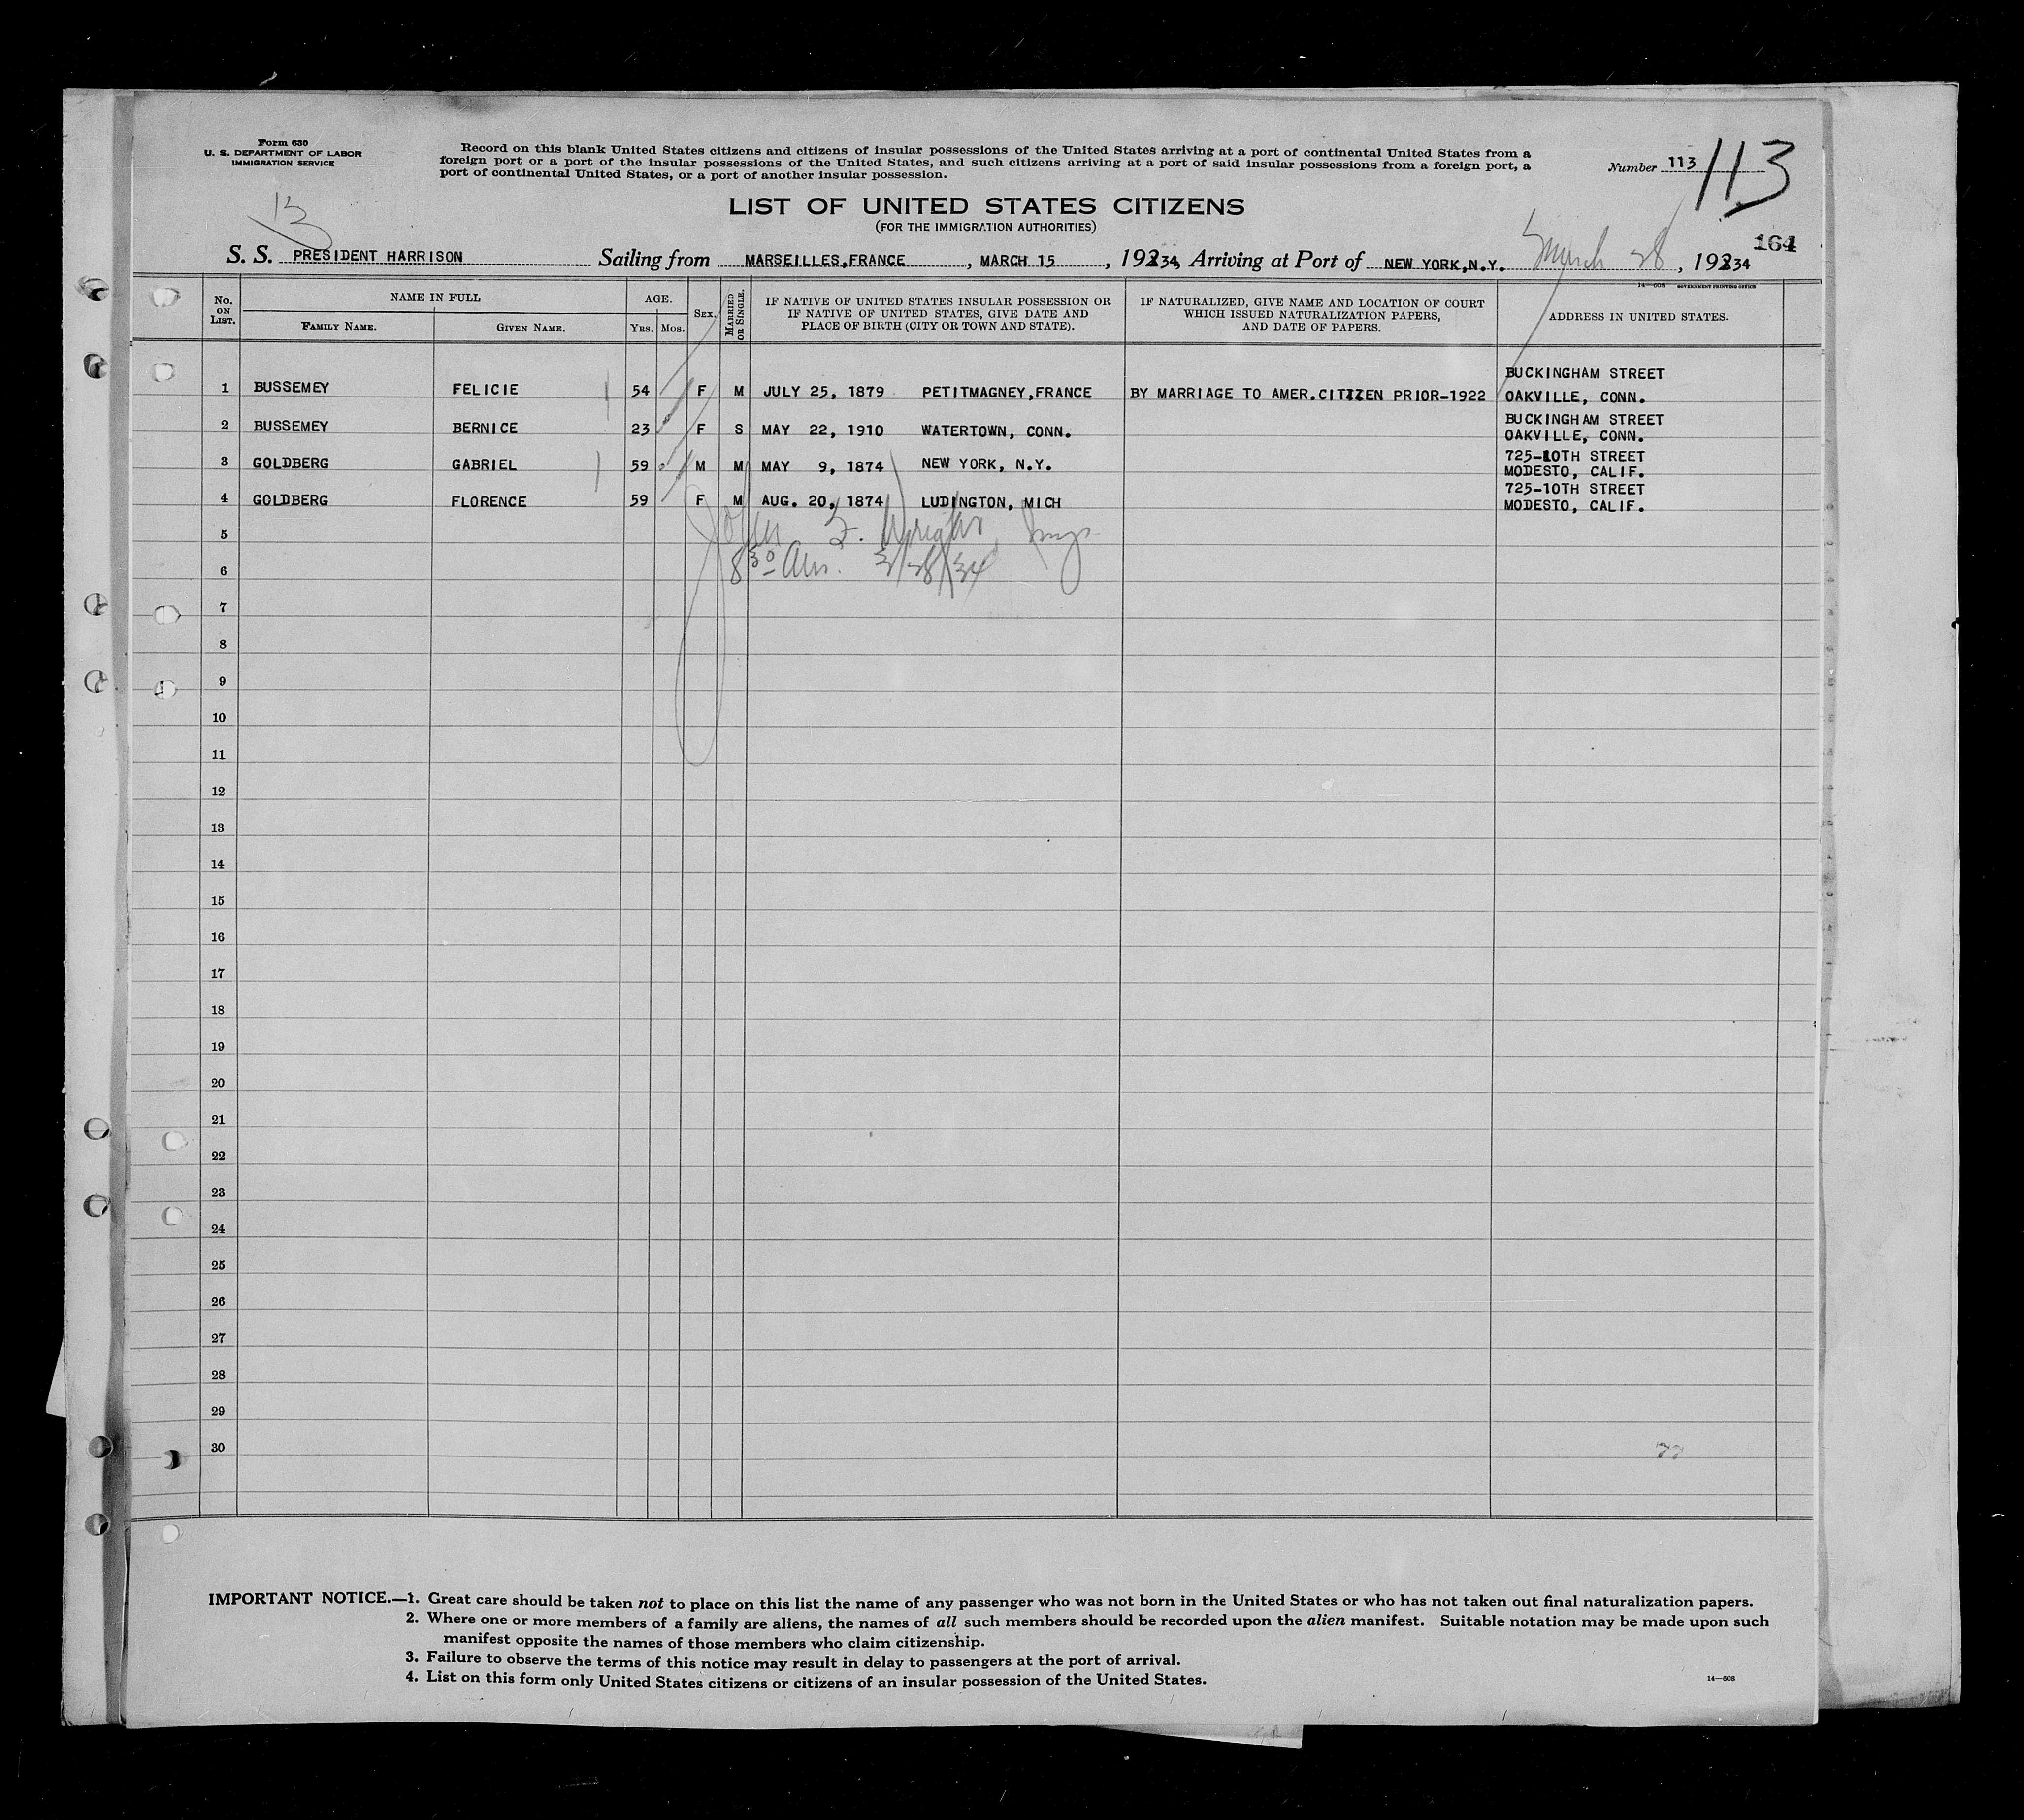 Form 630
U. S. DEPARTMENT OF LABOR
IMMIGRATION SERVICE
Record on this blank United States citizens and citizens of insular possessions of the United States arriving at a port of continental United States from a
foreign port or a port of the insular possessions of the United States, and such citizens arriving at a port of said insular possessions from a foreign port, a
port of continental United States, or a port of another insular possession.
Number 113
113
13
LIST OF UNITED STATES CITIZENS
(FOR THE IMMIGRATION AUTHORITIES)
164
S. S. PRESIDENT HARRISON Sailing from MARSEILLES,FRANCE , MARCH 15 , 19234, Arriving at Port of NEW YORK,N.Y. March 28 , 19234
14—608 GOVERNMENT PRINTING OFFICE
No. ON LIST. NAME IN FULL AGE. SEX. MARRIED OR SINGLE. IF NATIVE OF UNITED STATES INSULAR POSSESSION OR IF NATIVE OF UNITED STATES, GIVE DATE AND PLACE OF BIRTH (CITY OR TOWN AND STATE). IF NATURALIZED, GIVE NAME AND LOCATION OF COURT WHICH ISSUED NATURALIZATION PAPERS, AND DATE OF PAPERS. ADDRESS IN UNITED STATES.
FAMILY NAME. GIVEN NAME. YRS. MOS.
BUCKINGHAM STREET
1 BUSSEMEY FELICIE 54 F M JULY 25, 1879 PETITMAGNEY,FRANCE BY MARRIAGE TO AMER.CITIZEN PRIOR-1922 OAKVILLE, CONN.
BUCKINGHAM STREET
2 BUSSEMEY BERNICE 23 F S MAY 22, 1910 WATERTOWN, CONN. OAKVILLE, CONN.
725-10TH STREET
3 GOLDBERG GABRIEL 59 M M MAY 9, 1874 NEW YORK, N.Y. MODESTO, CALIF.
725-10TH STREET
4 GOLDBERG FLORENCE 59 F M AUG. 20, 1874 LUDINGTON, MICH MODESTO, CALIF.
John F. Wright
5
8 30 Am. 3/28/34
6
7
8
9
10
11
12
13
14
15
16
17
18
19
20
21
22
23
24
25
26
27
28
29
30
IMPORTANT NOTICE.—1. Great care should be taken not to place on this list the name of any passenger who was not born in the United States or who has not taken out final naturalization papers.
2. Where one or more members of a family are aliens, the names of all such members should be recorded upon the alien manifest. Suitable notation may be made upon such
manifest opposite the names of those members who claim citizenship.
3. Failure to observe the terms of this notice may result in delay to passengers at the port of arrival.
4. List on this form only United States citizens or citizens of an insular possession of the United States.
14—608